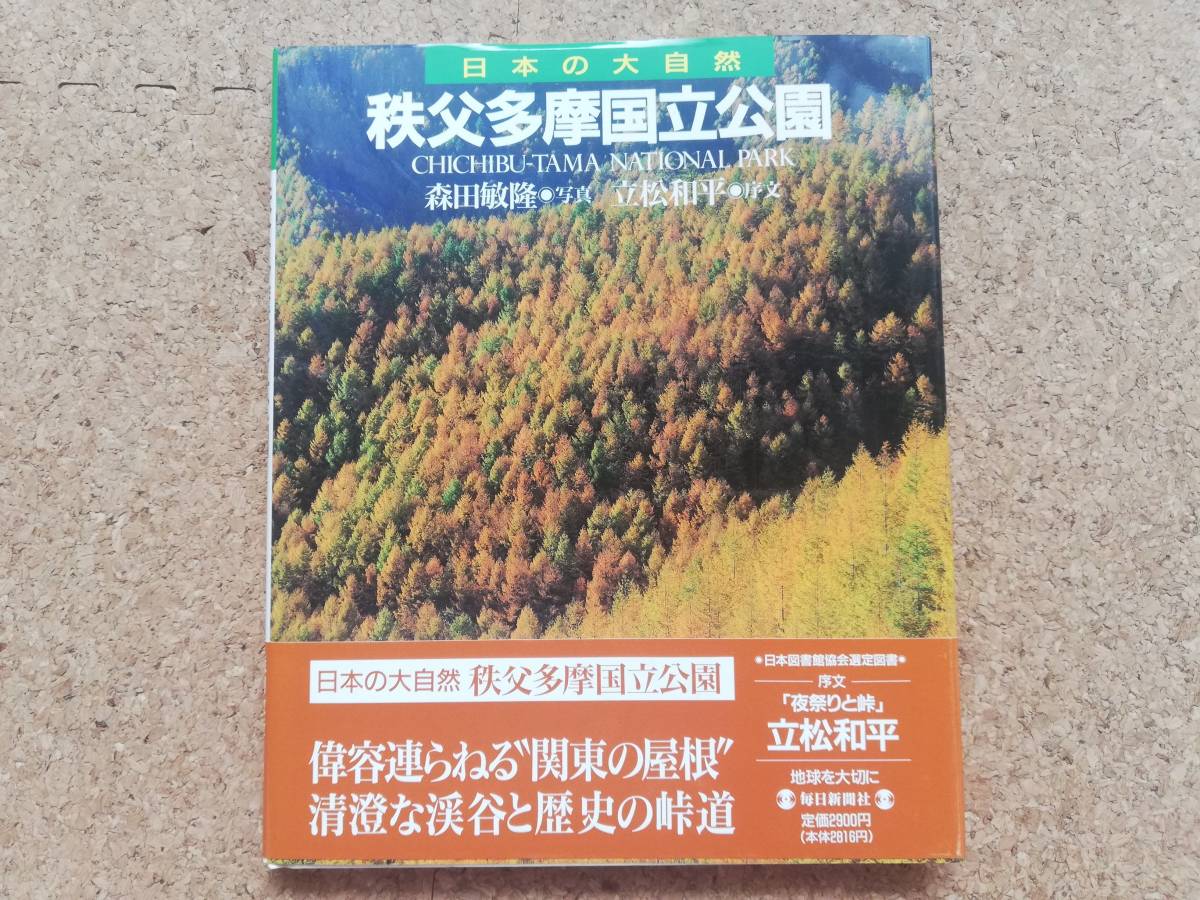 日本の大自然
秩父多摩国立公園
CHICHIBU-TAMA NATIONAL PARK
森田敏隆◉写真 立松和平◉序文
日本の大自然 秩父多摩国立公園
偉容連らねる〝関東の屋根〟
清澄な渓谷と歴史の峠道
●日本図書館協会選定図書●
序文
「夜祭りと峠」
立松和平
地球を大切に
毎日新聞社
定価2900円
(本体2816円)